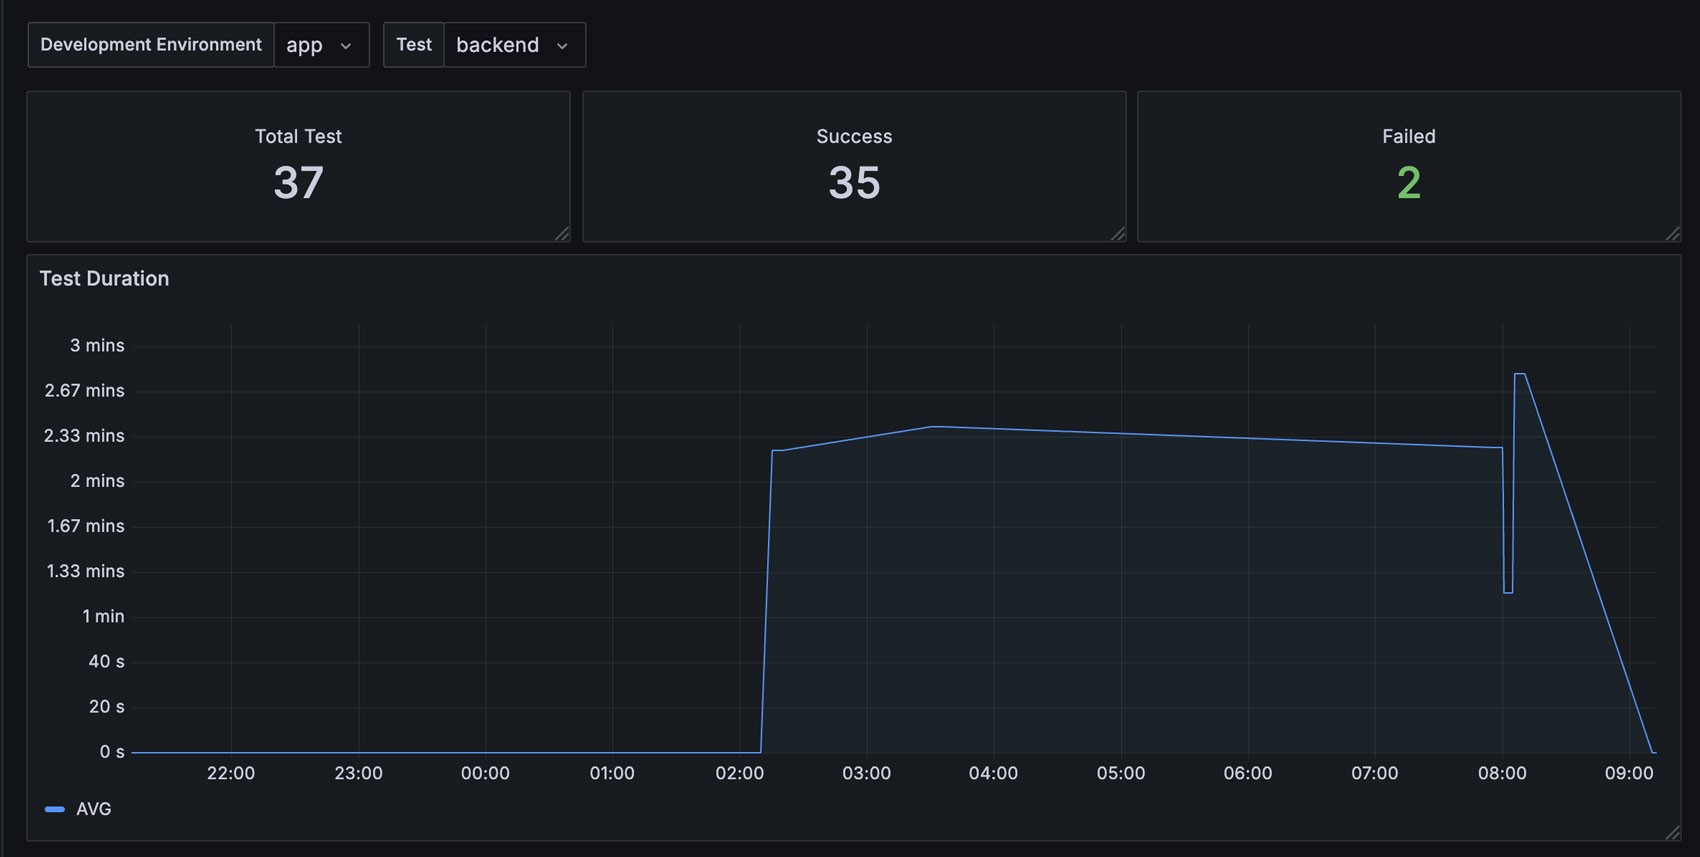 Development Environment app Test backend
Total Test Success Failed
37 35 2
Test Duration
3 mins
2.67 mins
2.33 mins
2 mins
1.67 mins
1.33 mins
1 min
40 s
20 s
0 s
22:00 23:00 00:00 01:00 02:00 03:00 04:00 05:00 06:00 07:00 08:00 09:00
AVG